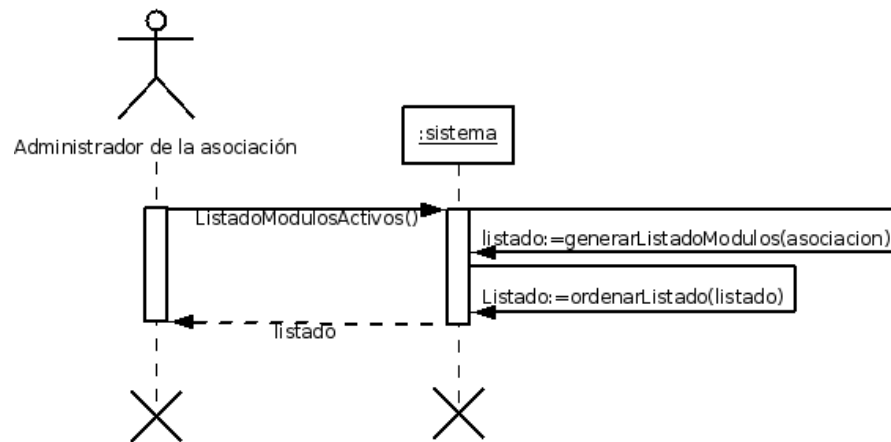 Administrador de la asociación
:sistema
ListadoModulosActivos()
listado:=generarListadoModulos(asociacion)
Listado:=ordenarListado(listado)
listado